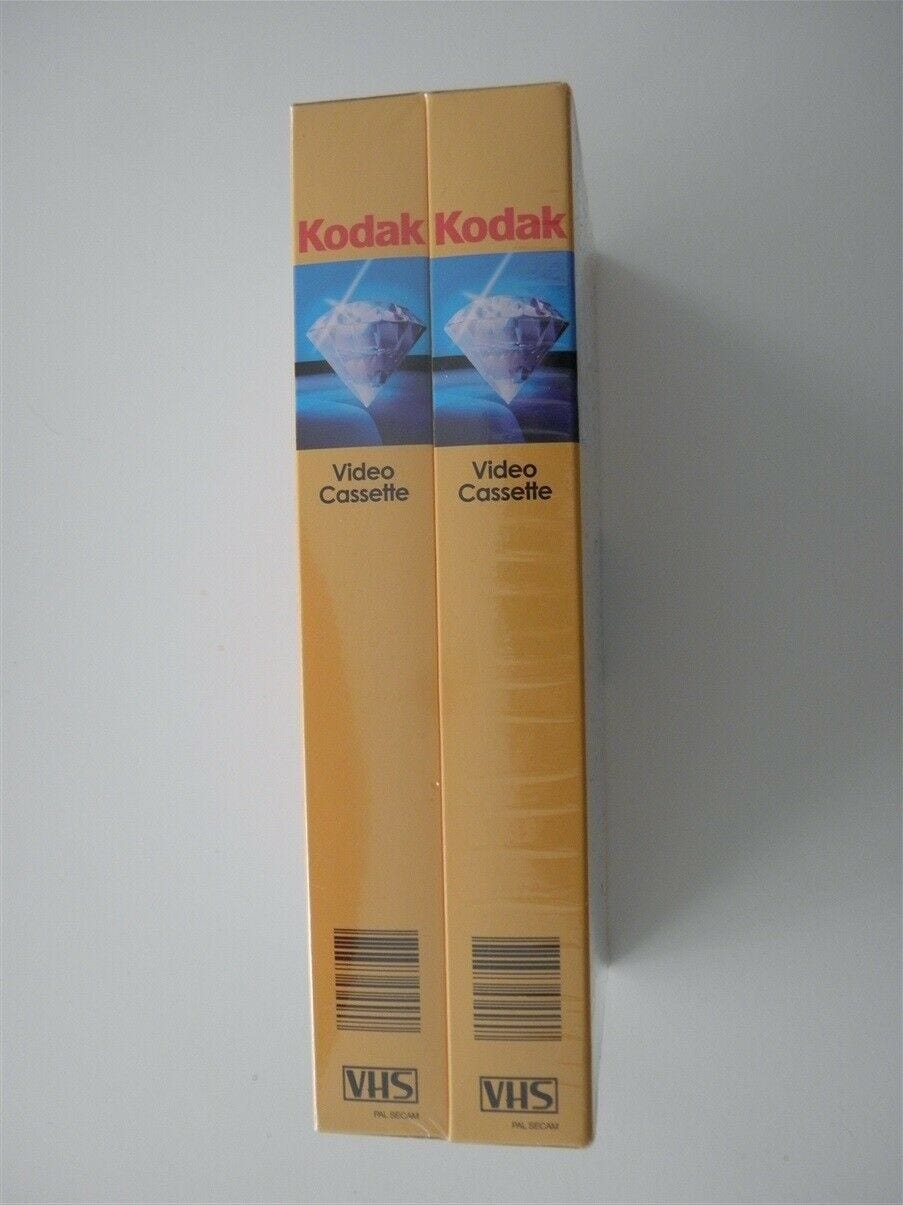 Kodak
Video
Cassette
VHS
PAL SECAM
Kodak
Video
Cassette
VHS
PAL SECAM